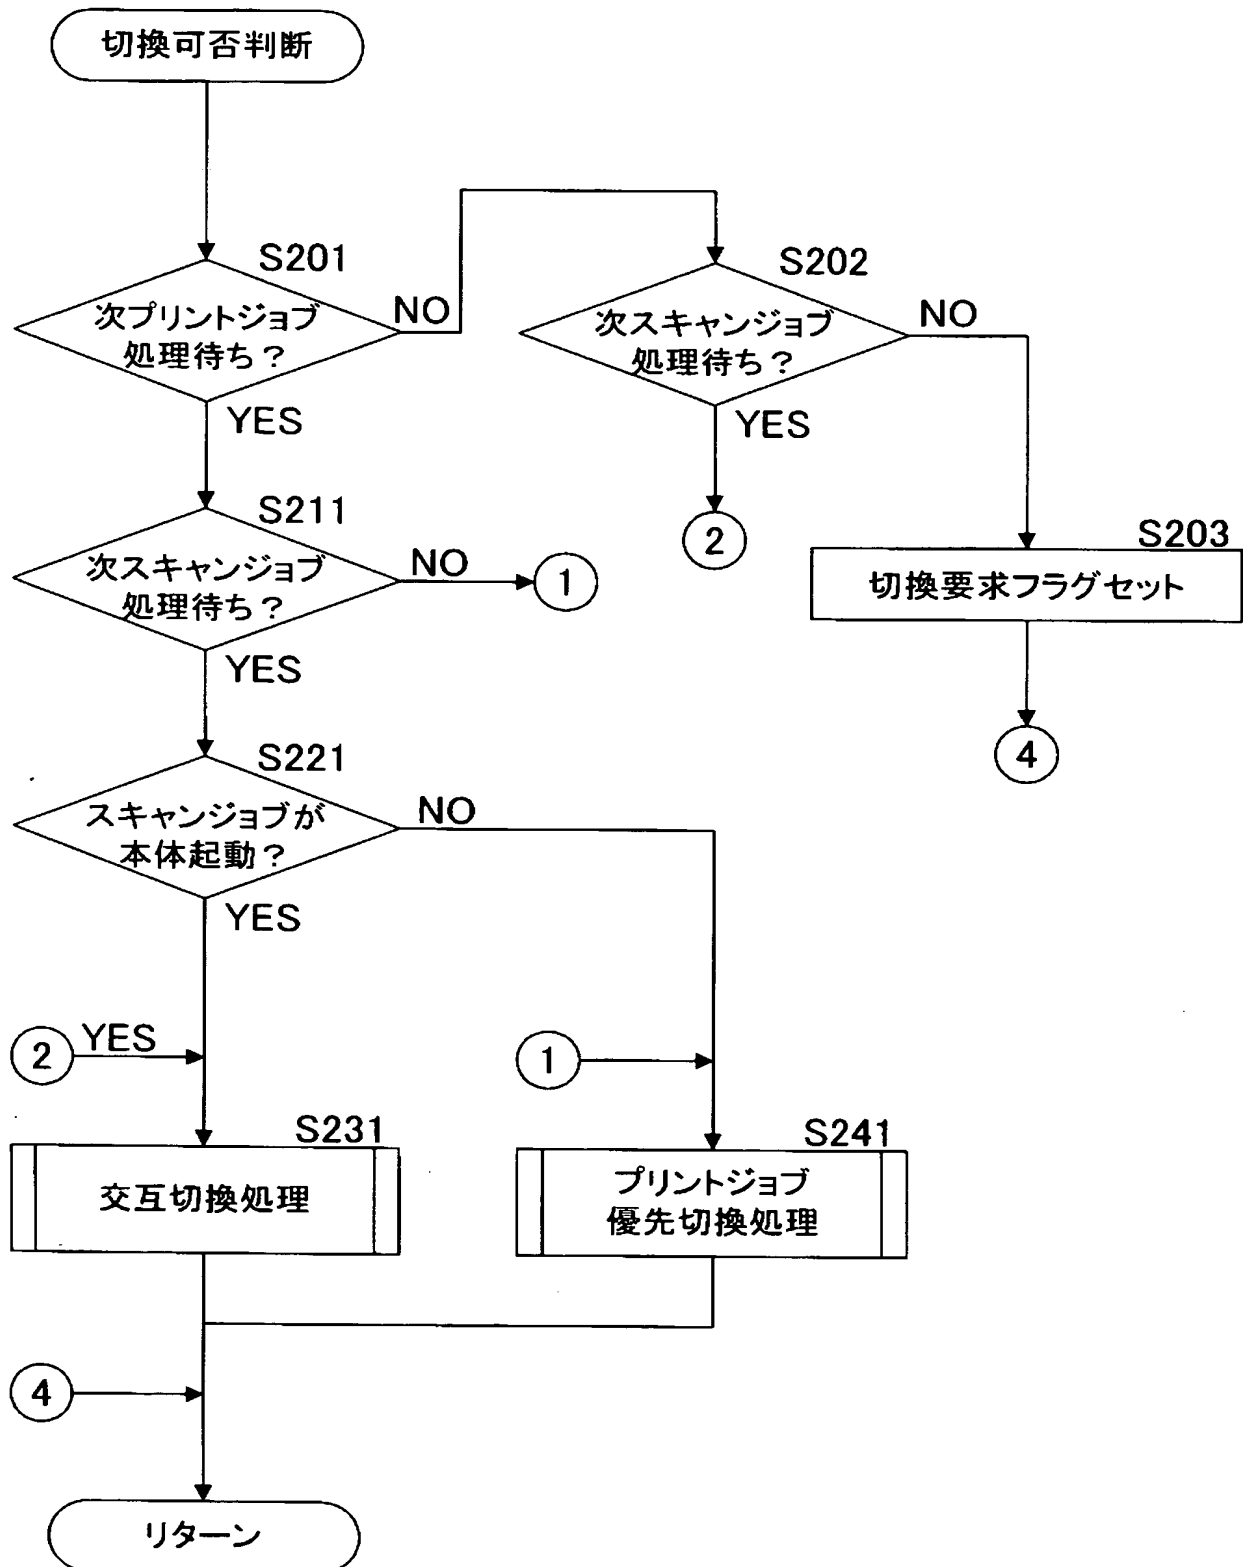 切換可否判断
S201
次プリントジョブ
処理待ち?
NO
YES
S202
次スキャンジョブ
処理待ち?
NO
YES
2
S211
次スキャンジョブ
処理待ち?
NO
1
YES
S203
切換要求フラグセット
4
S221
スキャンジョブが
本体起動?
NO
YES
2
YES
1
S231
交互切換処理
S241
プリントジョブ
優先切換処理
4
リターン